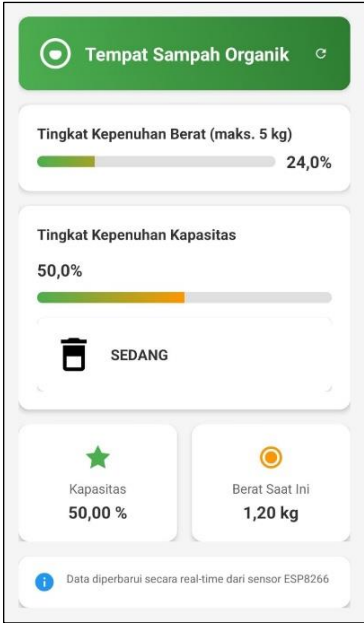 Tempat Sampah Organik
Tingkat Kepenuhan Berat (maks. 5 kg)
24,0%
Tingkat Kepenuhan Kapasitas
50,0%
SEDANG
Kapasitas
50,00 %
Berat Saat Ini
1,20 kg
Data diperbarui secara real-time dari sensor ESP8266